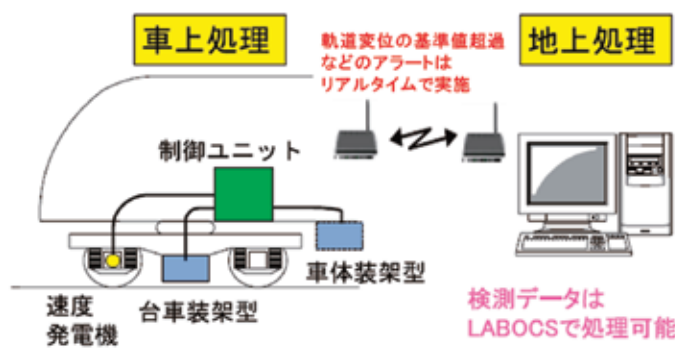 車上処理
軌道変位の基準値超過
などのアラートは
リアルタイムで実施
地上処理
制御ユニット
車体装架型
速度
発電機
台車装架型
検測データは
LABOCSで処理可能